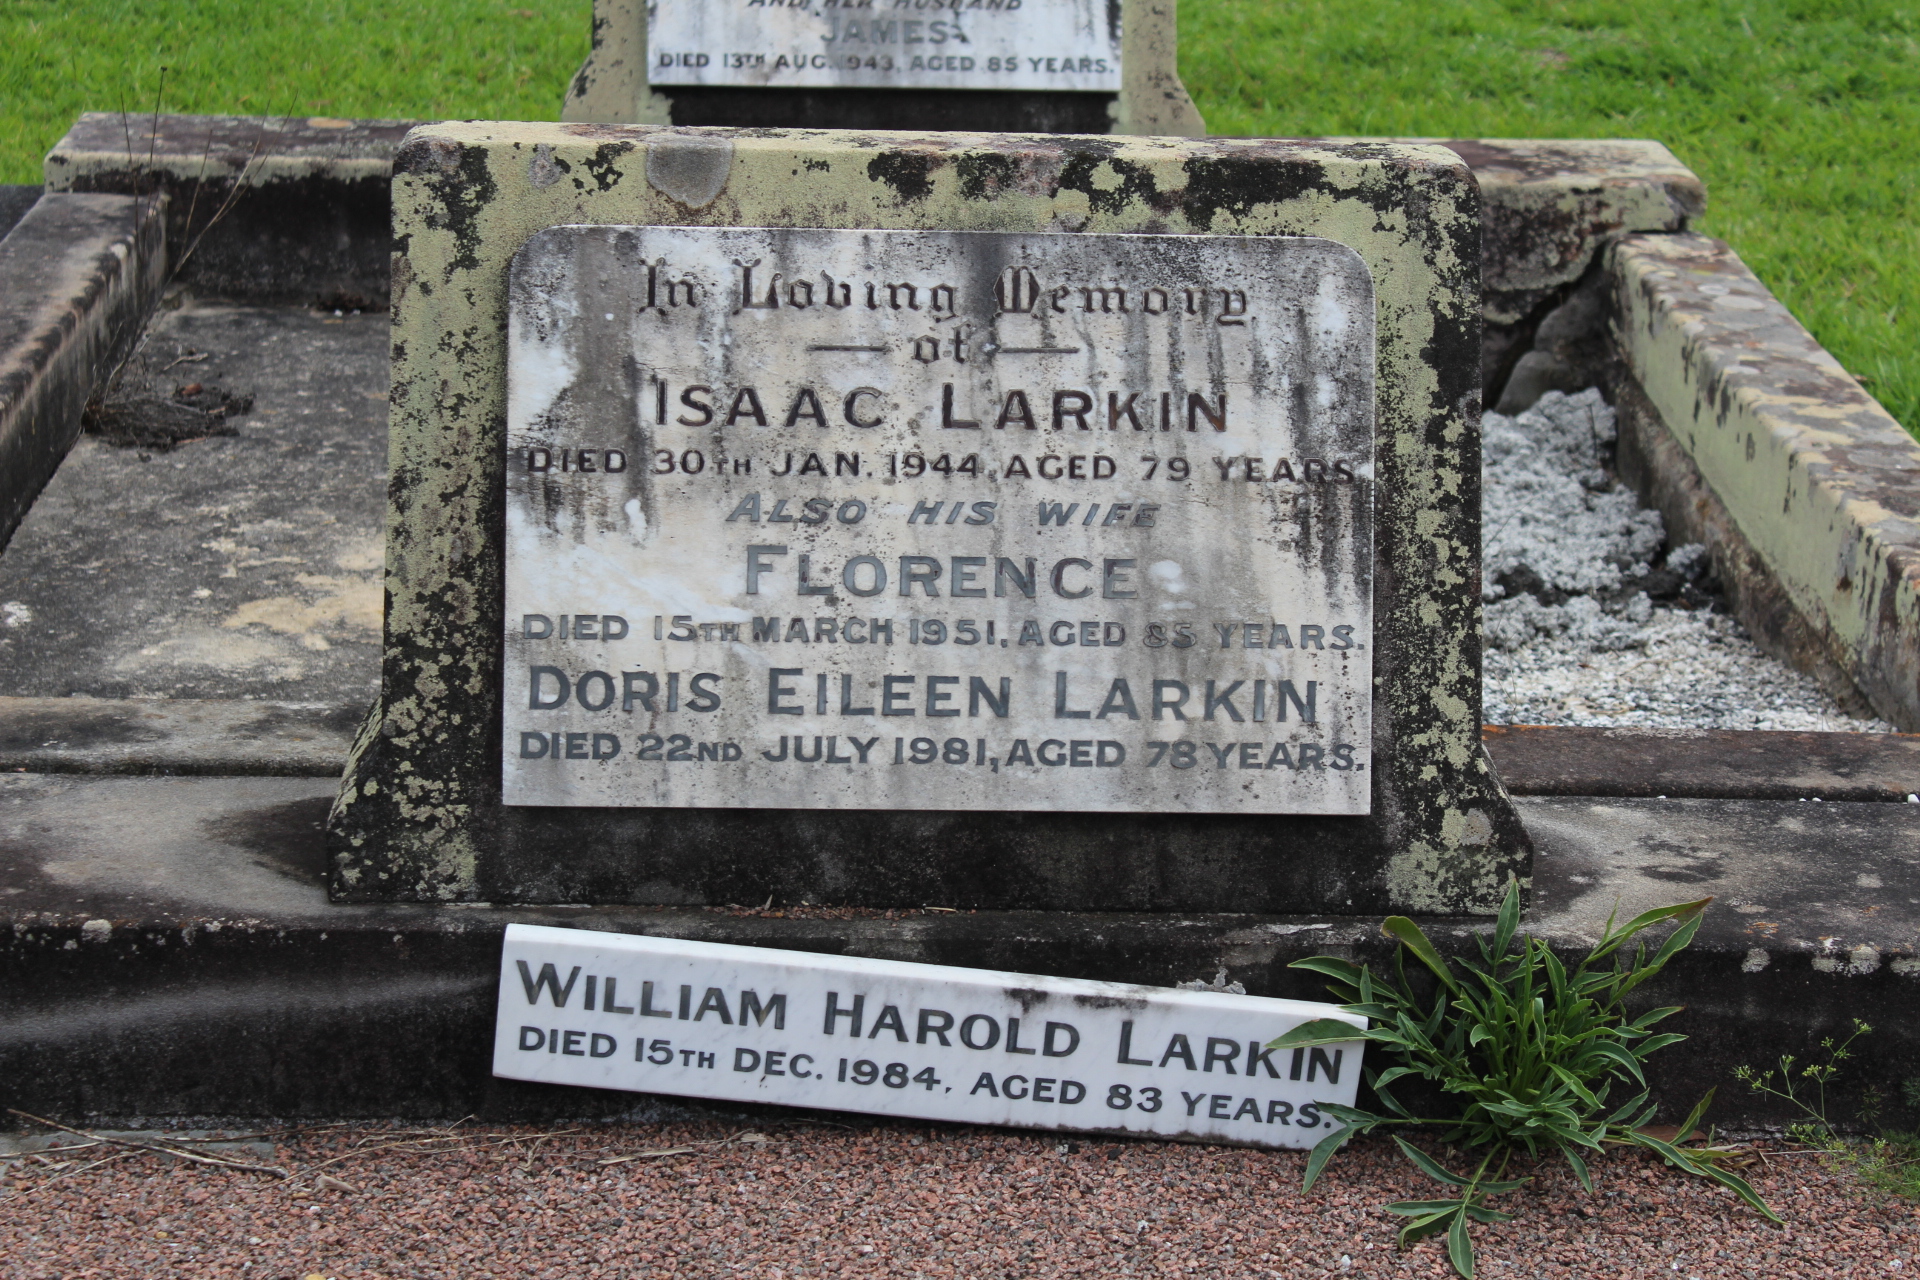 AND HER HUSBAND
JAMES
DIED 13TH AUG. 1943, AGED 85 YEARS.
In Loving Memory
of
ISAAC LARKIN
DIED 30TH JAN. 1944, AGED 79 YEARS.
ALSO HIS WIFE
FLORENCE
DIED 15TH MARCH 1951, AGED 85 YEARS.
DORIS EILEEN LARKIN
DIED 22ND JULY 1981, AGED 78 YEARS.
WILLIAM HAROLD LARKIN
DIED 15TH DEC. 1984, AGED 83 YEARS.